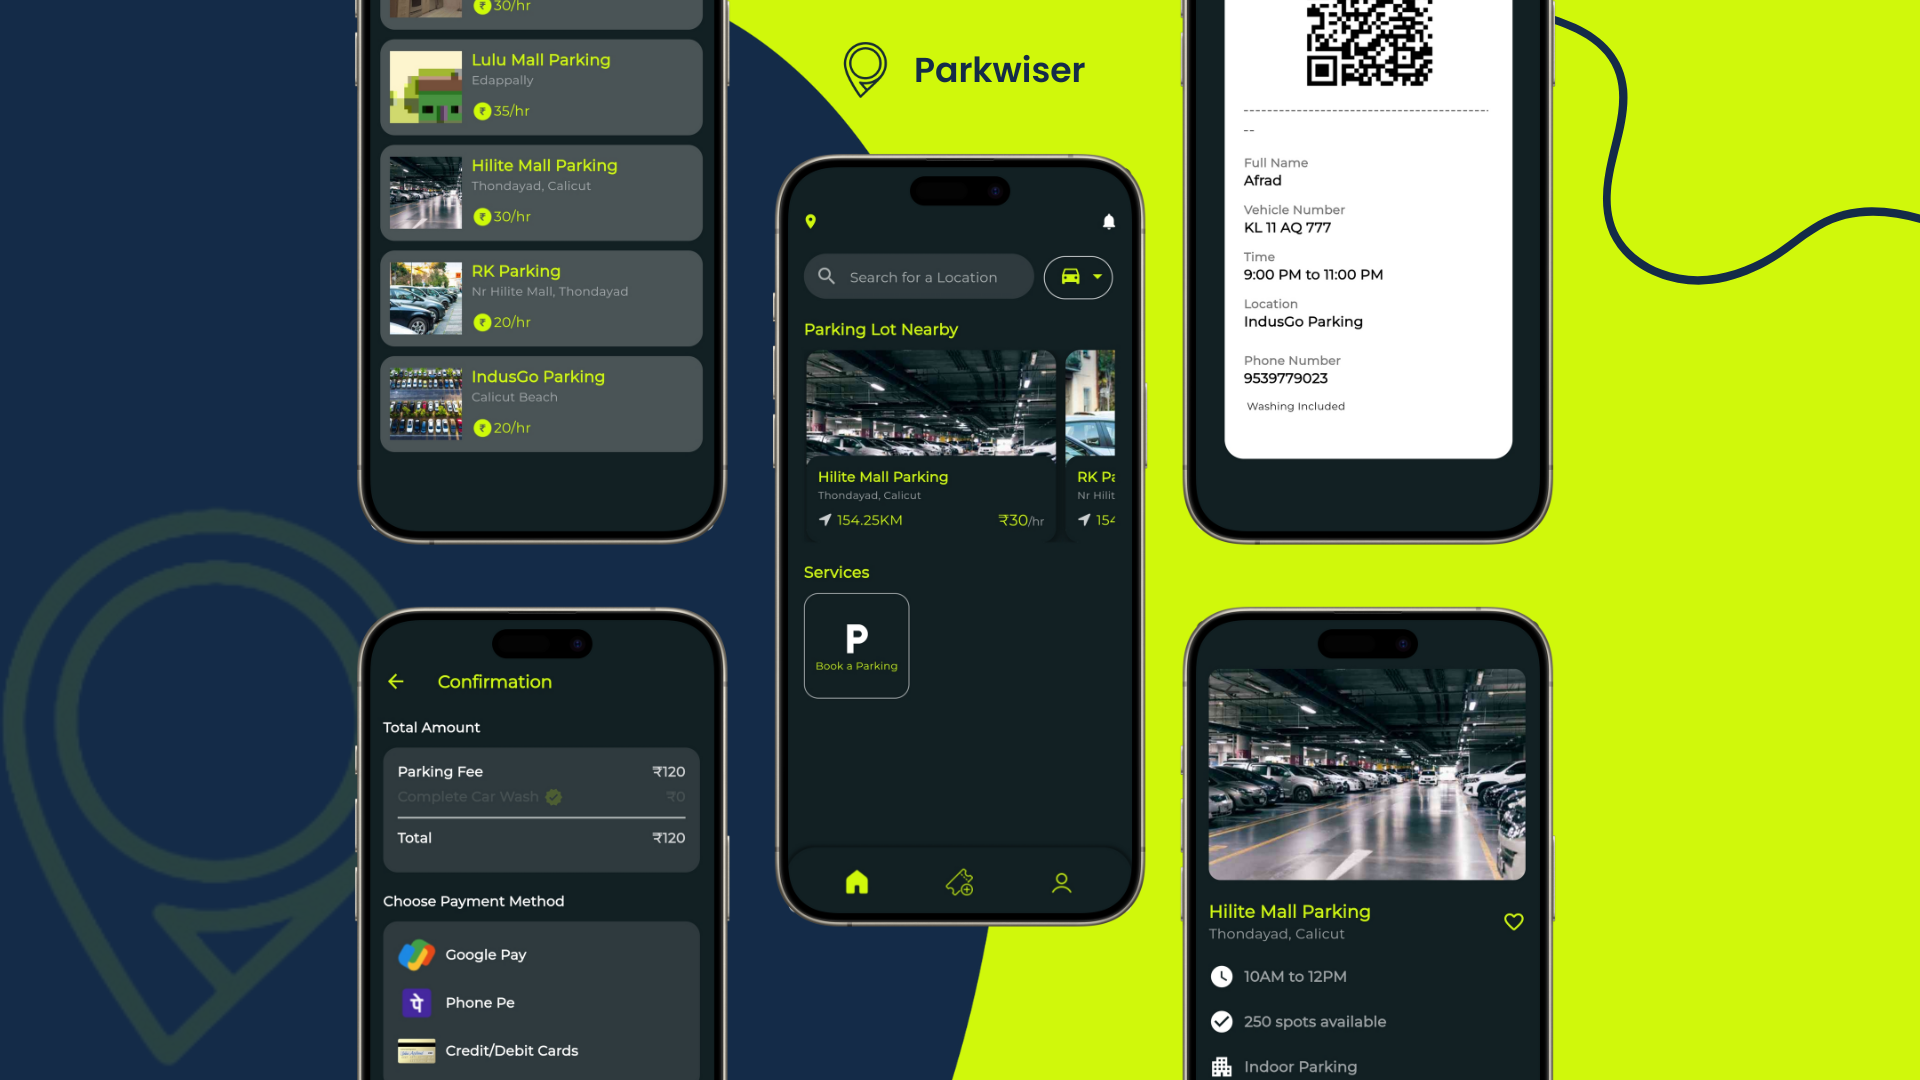 Parkwiser
₹ 30/hr
Lulu Mall Parking
Edappally
₹ 35/hr
Hilite Mall Parking
Thondayad, Calicut
₹ 30/hr
RK Parking
Nr Hilite Mall, Thondayad
₹ 20/hr
IndusGo Parking
Calicut Beach
₹ 20/hr
Confirmation
Total Amount
Parking Fee ₹120
Complete Car Wash ₹0
Total ₹120
Choose Payment Method
Google Pay
पे Phone Pe
Credit/Debit Cards
Search for a Location
Parking Lot Nearby
Hilite Mall Parking
Thondayad, Calicut
154.25KM ₹30/hr
RK Pa
Nr Hilit
154
Services
P
Book a Parking
--------------------------------------------
--
Full Name
Afrad
Vehicle Number
KL 11 AQ 777
Time
9:00 PM to 11:00 PM
Location
IndusGo Parking
Phone Number
9539779023
Washing Included
Hilite Mall Parking
Thondayad, Calicut
10AM to 12PM
250 spots available
Indoor Parking